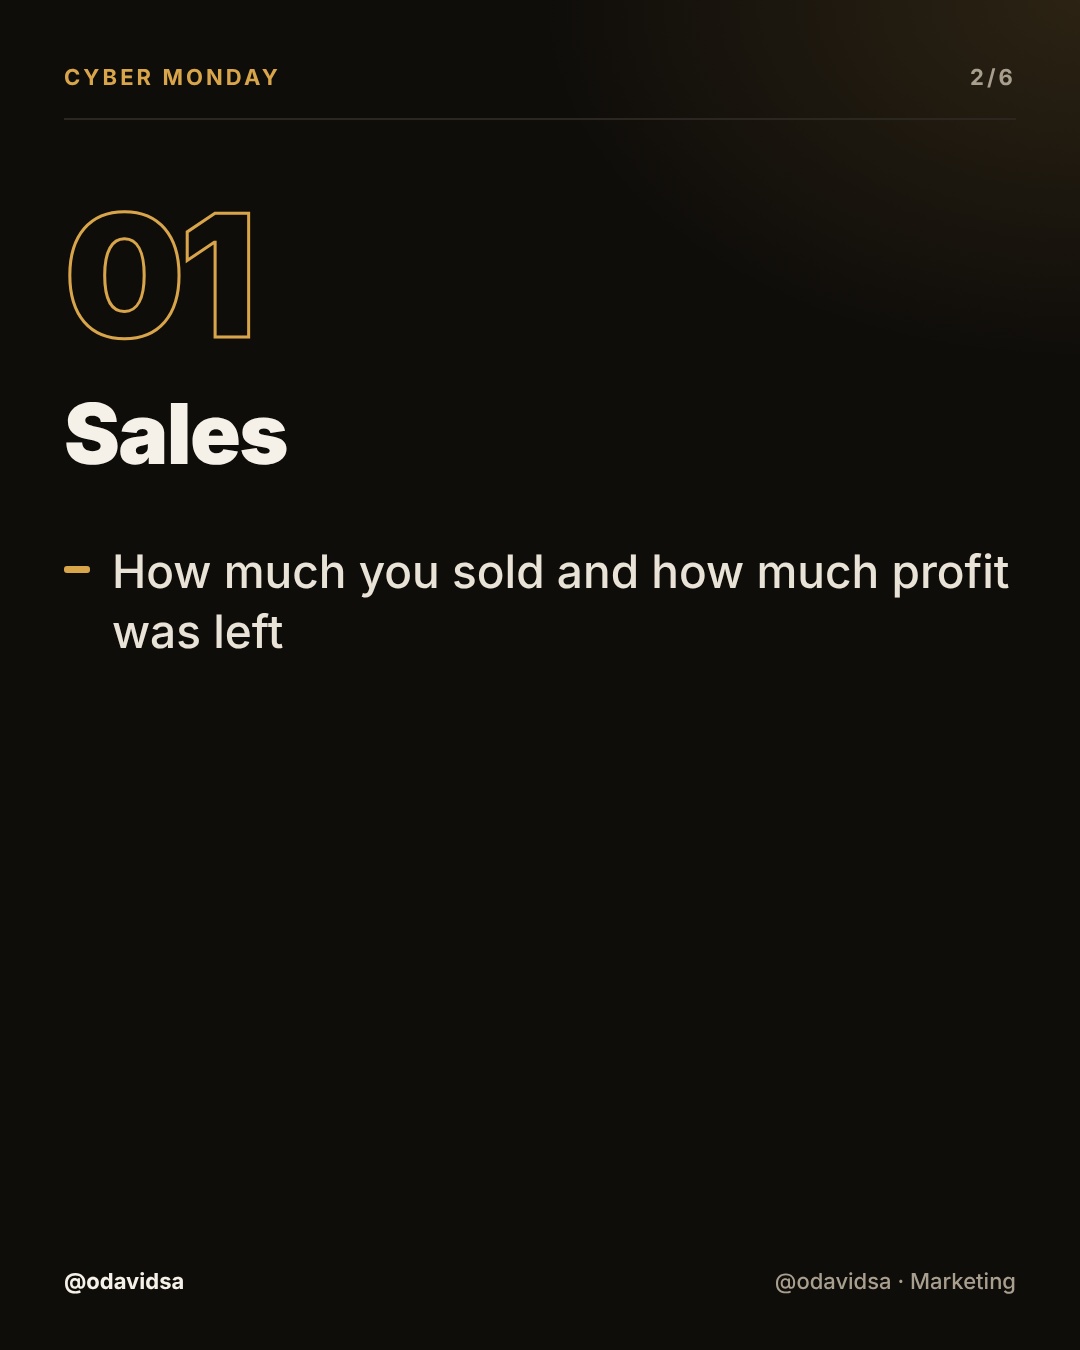 CYBER MONDAY
2/6
01
Sales
How much you sold and how much profit
was left
@odavidsa
@odavidsa · Marketing